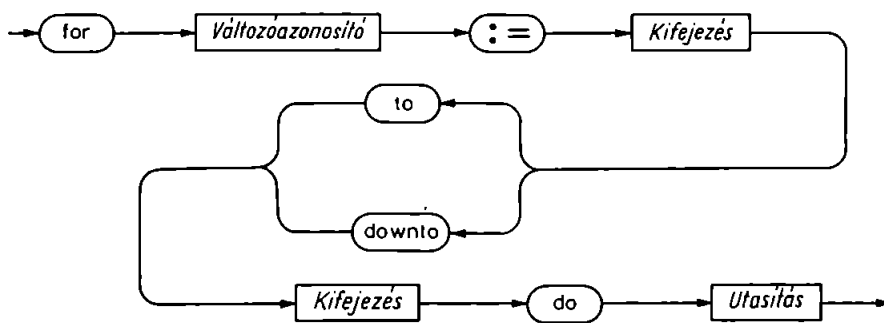 for Változóazonosító := Kifejezés
to
downto
Kifejezés do Utasítás